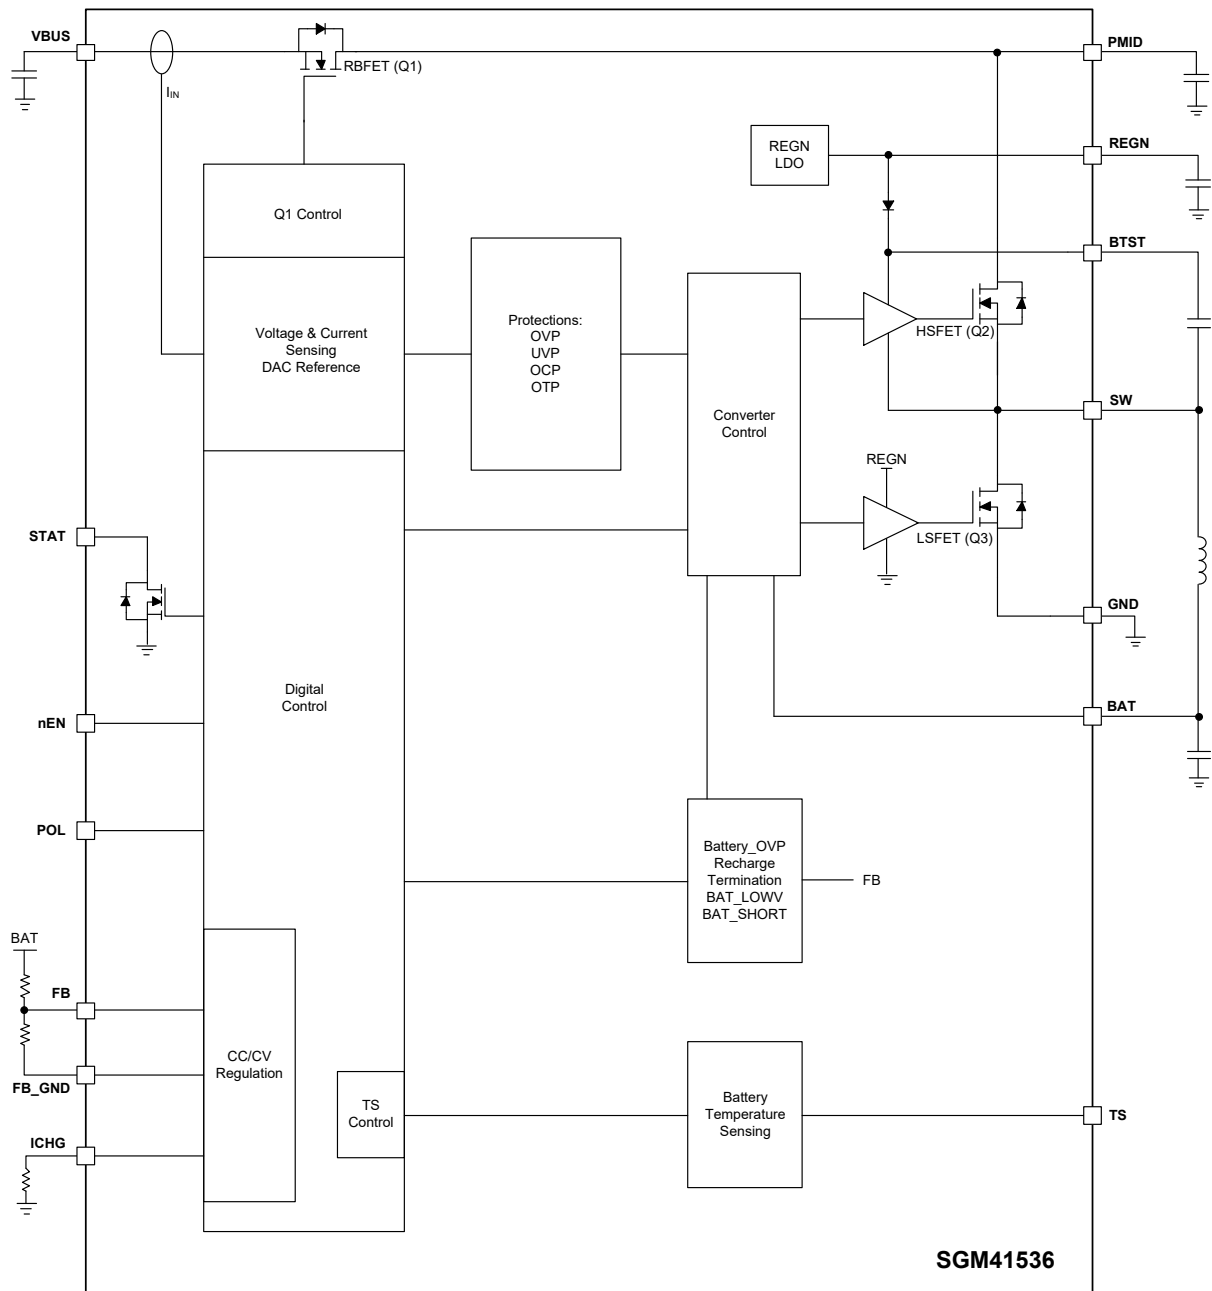 VBUS
PMID
RBFET (Q1)
IIN
REGN
LDO
REGN
Q1 Control
BTST
Voltage & Current
Sensing
DAC Reference
Protections:
OVP
UVP
OCP
OTP
HSFET (Q2)
SW
Converter
Control
REGN
STAT
LSFET (Q3)
GND
Digital
Control
nEN
BAT
POL
Battery_OVP
Recharge
Termination
BAT_LOWV
BAT_SHORT
FB
BAT
FB
CC/CV
Regulation
FB_GND
TS
Control
Battery
Temperature
Sensing
TS
ICHG
SGM41536